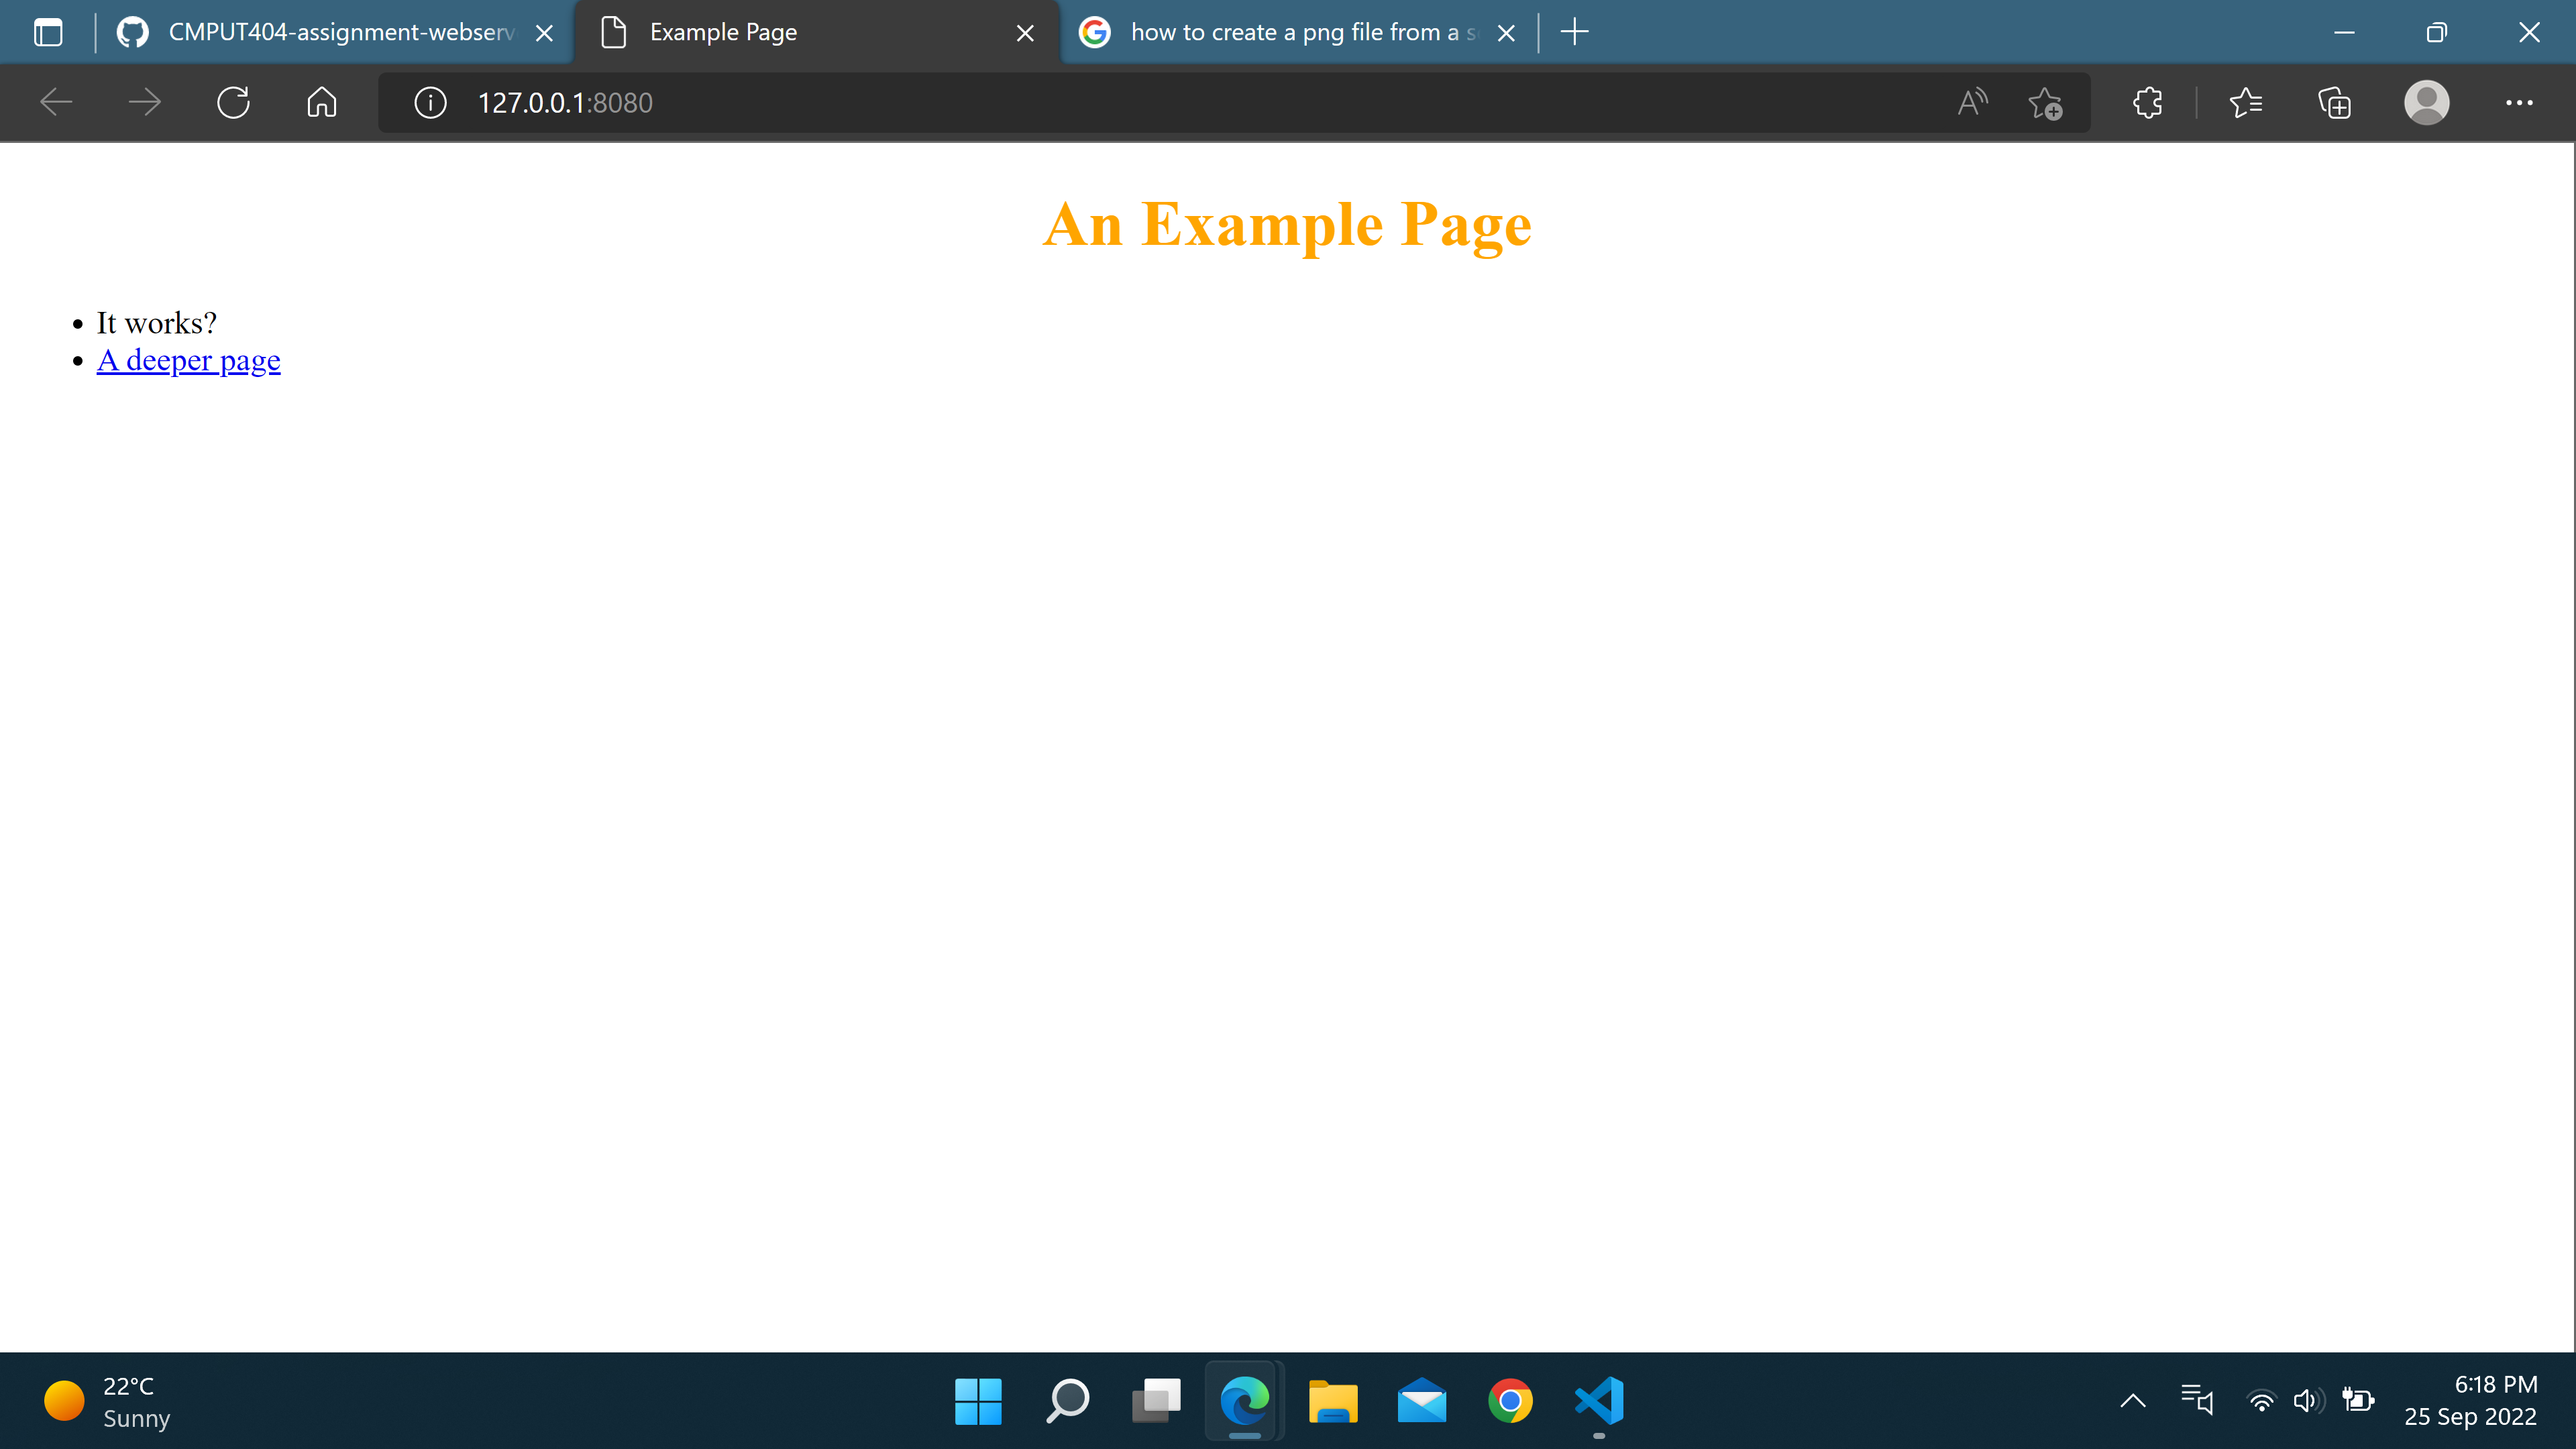 CMPUT404-assignment-webserv
Example Page
how to create a png file from a s
127.0.0.1:8080
An Example Page
It works?
A deeper page
22°C
Sunny
6:18 PM
25 Sep 2022